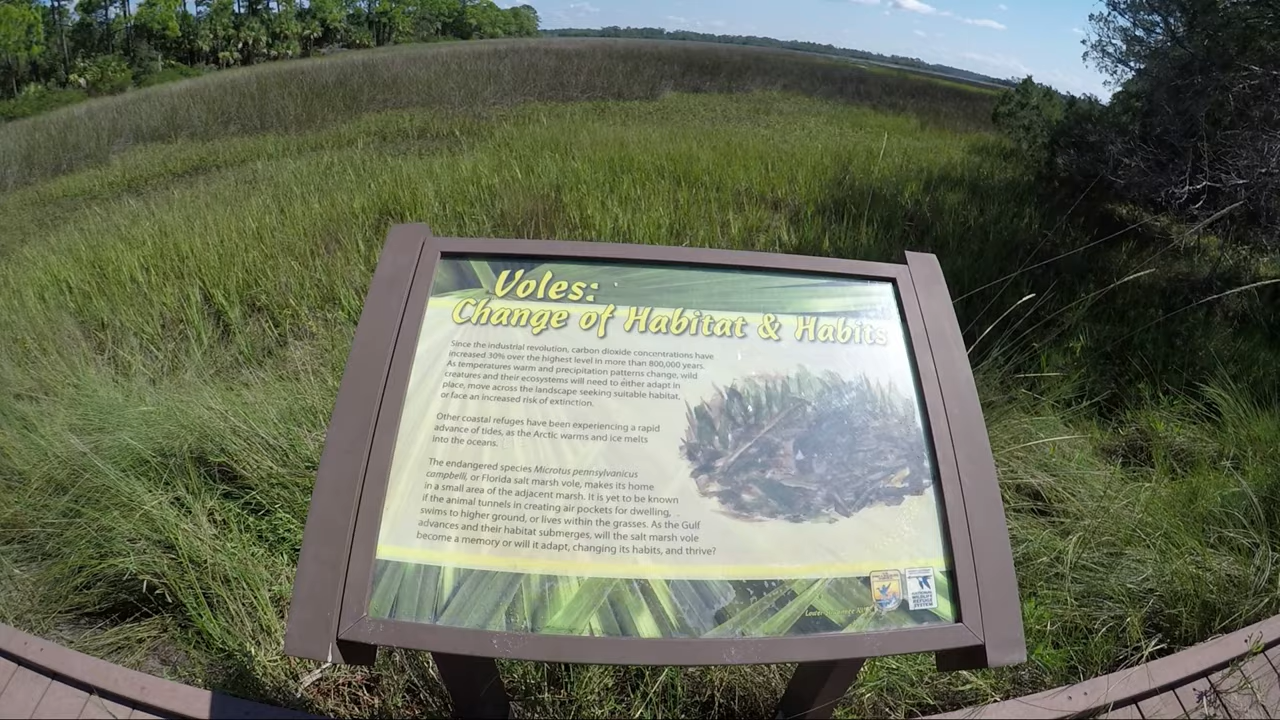 Voles:
Change of Habitat & Habits
Since the industrial revolution, carbon dioxide concentrations have
increased 30% over the highest level in more than 800,000 years.
As temperatures warm and precipitation patterns change, wild
creatures and their ecosystems will need to either adapt in
place, move across the landscape seeking suitable habitat,
or face an increased risk of extinction.
Other coastal refuges have been experiencing a rapid
advance of tides, as the Arctic warms and ice melts
into the oceans.
The endangered species Microtus pennsylvanicus
campbelli, or Florida salt marsh vole, makes its home
in a small area of the adjacent marsh. It is yet to be known
if the animal tunnels in creating air pockets for dwelling,
swims to higher ground, or lives within the grasses. As the Gulf
advances and their habitat submerges, will the salt marsh vole
become a memory or will it adapt, changing its habits, and thrive?
Lower
NATIONAL
WILDLIFE
REFUGE
SYSTEM